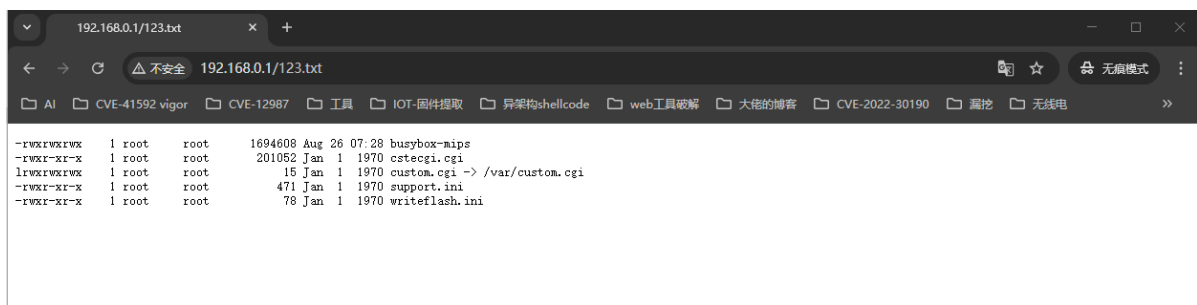 192.168.0.1/123.txt
不安全 192.168.0.1/123.txt 无痕模式
AI CVE-41592 vigor CVE-12987 工具 IOT-固件提取 异架构shellcode web工具破解 大佬的博客 CVE-2022-30190 漏挖 无线电
-rwxrwxrwx 1 root root 1694608 Aug 26 07:28 busybox-mips
-rwxr-xr-x 1 root root 201052 Jan 1 1970 cstecgi.cgi
lrwxrwxrwx 1 root root 15 Jan 1 1970 custom.cgi -> /var/custom.cgi
-rwxr-xr-x 1 root root 471 Jan 1 1970 support.ini
-rwxr-xr-x 1 root root 78 Jan 1 1970 writeflash.ini